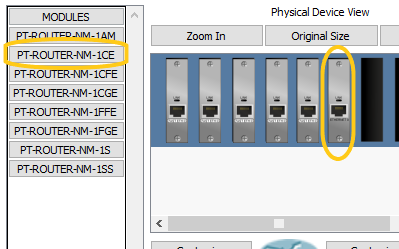 MODULES
PT-ROUTER-NM-1AM
PT-ROUTER-NM-1CE
PT-ROUTER-NM-1CFE
PT-ROUTER-NM-1CGE
PT-ROUTER-NM-1FFE
PT-ROUTER-NM-1FGE
PT-ROUTER-NM-1S
PT-ROUTER-NM-1SS
Physical Device View
Zoom In
Original Size